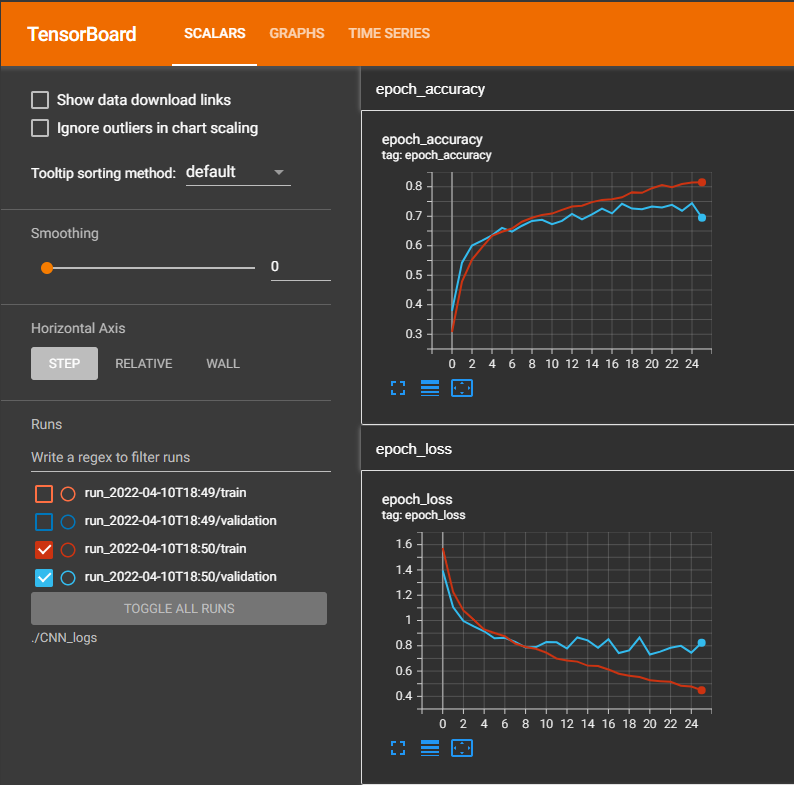 TensorBoard SCALARS GRAPHS TIME SERIES
Show data download links
Ignore outliers in chart scaling
Tooltip sorting method: default
Smoothing
0
Horizontal Axis
STEP RELATIVE WALL
Runs
Write a regex to filter runs
run_2022-04-10T18:49/train
run_2022-04-10T18:49/validation
run_2022-04-10T18:50/train
run_2022-04-10T18:50/validation
TOGGLE ALL RUNS
./CNN_logs
epoch_accuracy
epoch_accuracy
tag: epoch_accuracy
0.8
0.7
0.6
0.5
0.4
0.3
0 2 4 6 8 10 12 14 16 18 20 22 24
epoch_loss
epoch_loss
tag: epoch_loss
1.6
1.4
1.2
1
0.8
0.6
0.4
0 2 4 6 8 10 12 14 16 18 20 22 24